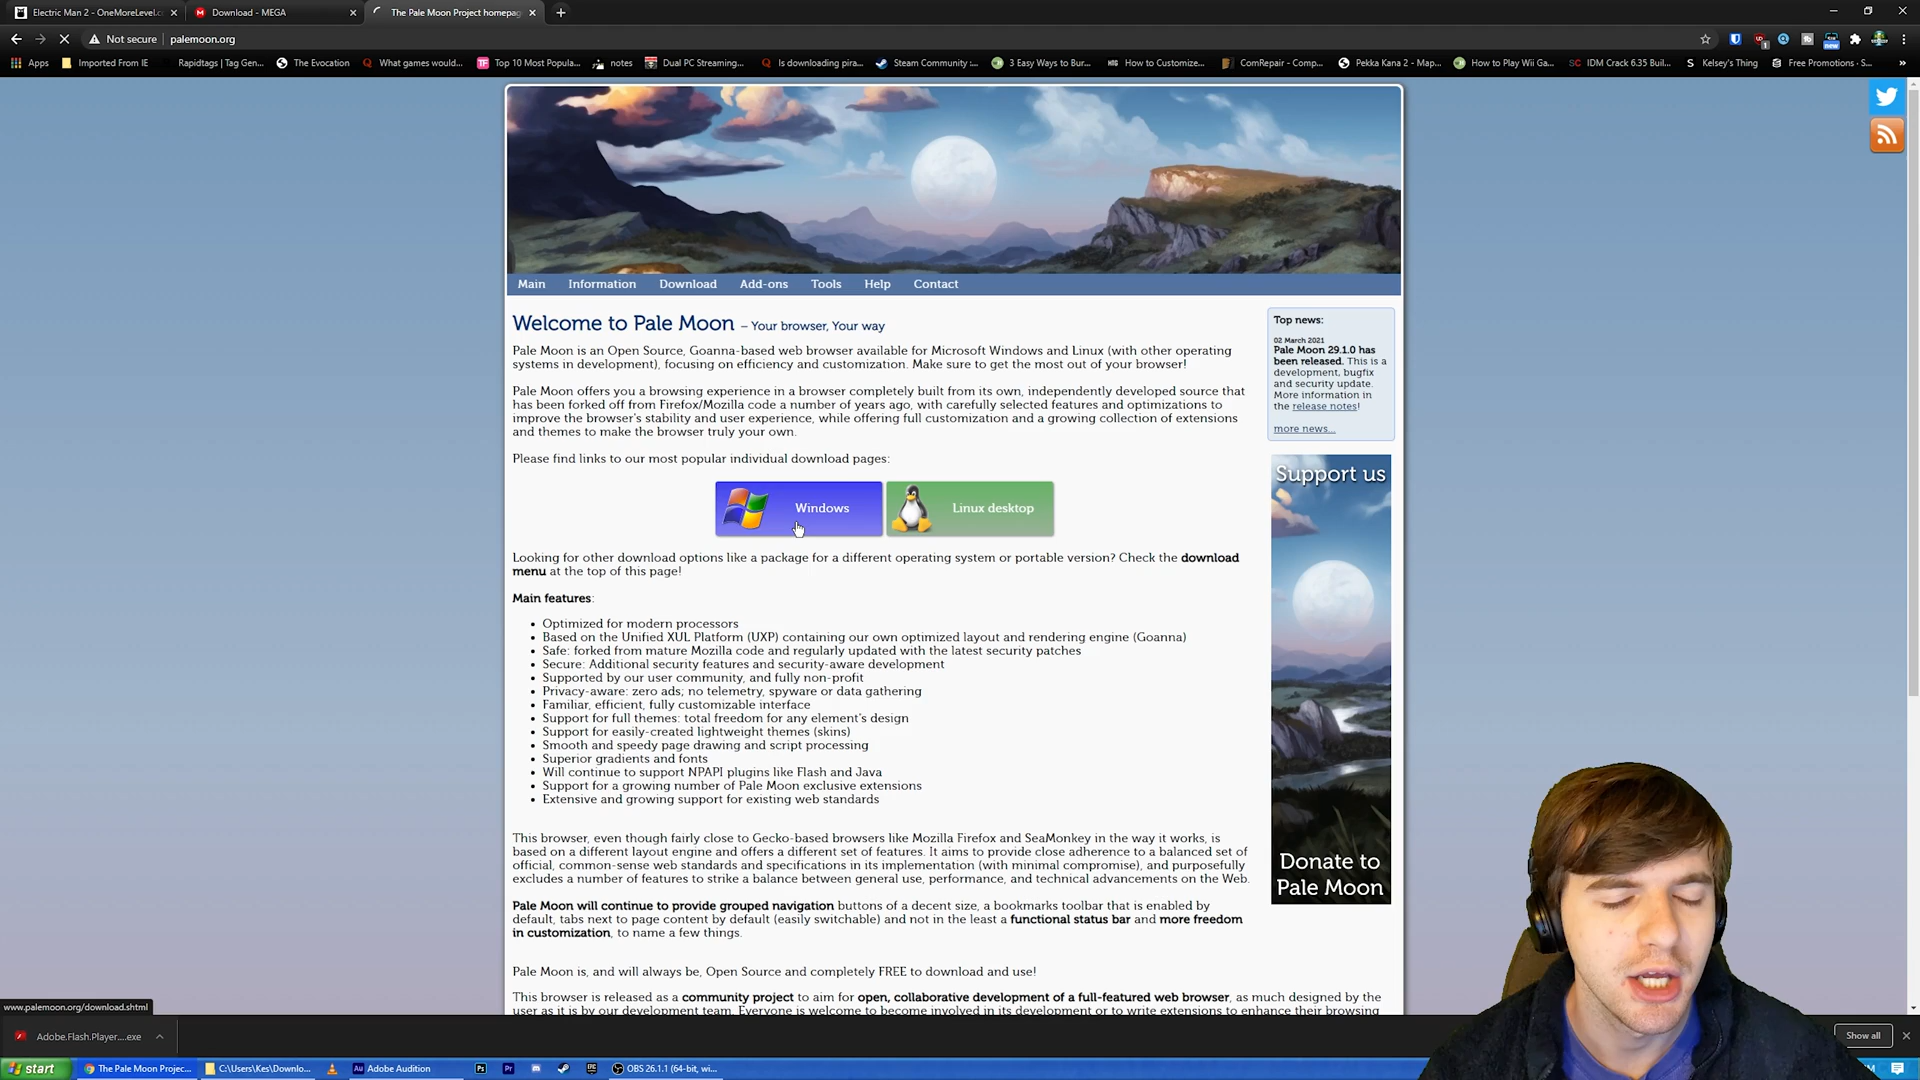 Electric Man 2 - OneMoreLevel.c
Download - MEGA
The Pale Moon Project homepag
Not secure
palemoon.org
Apps
Imported From IE
Rapidtags | Tag Gen...
The Evocation
What games would...
Top 10 Most Popula...
notes
Dual PC Streaming...
Is downloading pira...
Steam Community :...
3 Easy Ways to Bur...
How to Customize...
ComRepair - Comp...
Pekka Kana 2 - Map...
How to Play Wii Ga...
IDM Crack 6.35 Buil...
Kelsey's Thing
Free Promotions · S...
Main
Information
Download
Add-ons
Tools
Help
Contact
Welcome to Pale Moon – Your browser, Your way
Pale Moon is an Open Source, Goanna-based web browser available for Microsoft Windows and Linux (with other operating
systems in development), focusing on efficiency and customization. Make sure to get the most out of your browser!
Pale Moon offers you a browsing experience in a browser completely built from its own, independently developed source that
has been forked off from Firefox/Mozilla code a number of years ago, with carefully selected features and optimizations to
improve the browser's stability and user experience, while offering full customization and a growing collection of extensions
and themes to make the browser truly your own.
Please find links to our most popular individual download pages:
Windows
Linux desktop
Looking for other download options like a package for a different operating system or portable version? Check the download
menu at the top of this page!
Main features:
Optimized for modern processors
Based on the Unified XUL Platform (UXP) containing our own optimized layout and rendering engine (Goanna)
Safe: forked from mature Mozilla code and regularly updated with the latest security patches
Secure: Additional security features and security-aware development
Supported by our user community, and fully non-profit
Privacy-aware: zero ads; no telemetry, spyware or data gathering
Familiar, efficient, fully customizable interface
Support for full themes: total freedom for any element's design
Support for easily-created lightweight themes (skins)
Smooth and speedy page drawing and script processing
Superior gradients and fonts
Will continue to support NPAPI plugins like Flash and Java
Support for a growing number of Pale Moon exclusive extensions
Extensive and growing support for existing web standards
This browser, even though fairly close to Gecko-based browsers like Mozilla Firefox and SeaMonkey in the way it works, is
based on a different layout engine and offers a different set of features. It aims to provide close adherence to a balanced set of
official, common-sense web standards and specifications in its implementation (with minimal compromise), and purposefully
excludes a number of features to strike a balance between general use, performance, and technical advancements on the Web.
Pale Moon will continue to provide grouped navigation buttons of a decent size, a bookmarks toolbar that is enabled by
default, tabs next to page content by default (easily switchable) and not in the least a functional status bar and more freedom
in customization, to name a few things.
Pale Moon is, and will always be, Open Source and completely FREE to download and use!
This browser is released as a community project to aim for open, collaborative development of a full-featured web browser, as much designed by the
user as it is by our development team. Everyone is welcome to become involved in its development or to write extensions to enhance their browsing
Top news:
02 March 2021
Pale Moon 29.1.0 has
been released. This is a
development, bugfix
and security update.
More information in
the release notes!
more news...
Support us
Donate to
Pale Moon
www.palemoon.org/download.shtml
Adobe.Flash.Player....exe
Show all
start
The Pale Moon Projec...
C:\Users\Kes\Downlo...
Adobe Audition
OBS 26.1.1 (64-bit, wi...